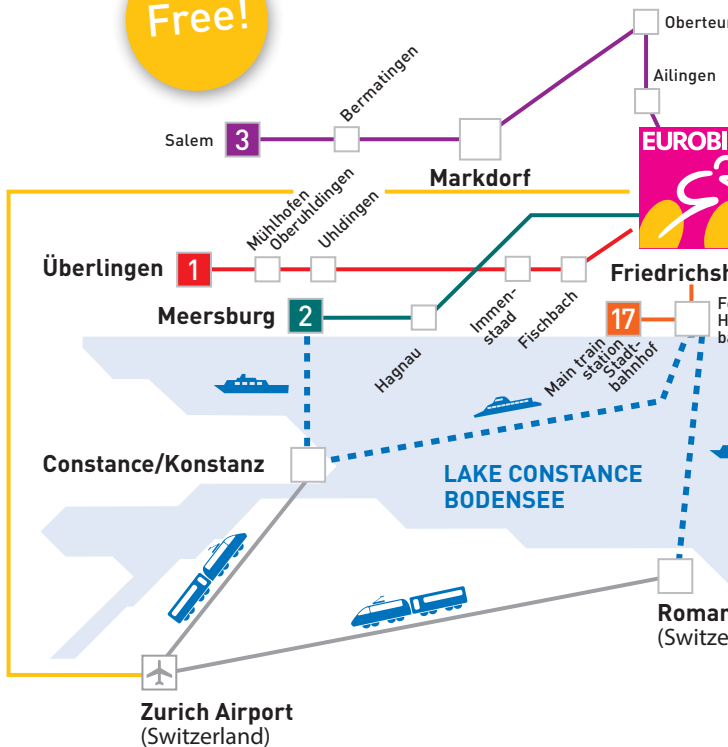 Free!
Oberteu
Ailingen
Bermatingen
Salem 3
EUROBI
Markdorf
Mühlhofen
Oberuhldingen
Uhldingen
Überlingen 1
Friedrichsh
Meersburg 2
17
Hagnau
Immen-
staad
Fischbach
Main train
station
Stadt-
bahnhof
Constance/Konstanz
LAKE CONSTANCE
BODENSEE
Roman
(Switze
Zurich Airport
(Switzerland)